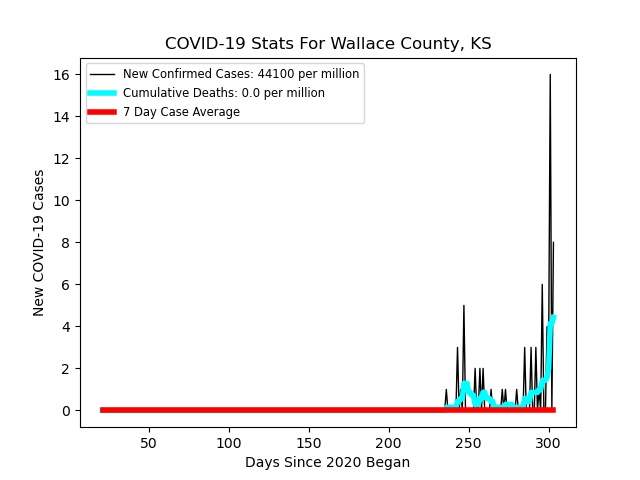 COVID-19 Stats For Wallace County, KS
New Confirmed Cases: 44100 per million
Cumulative Deaths: 0.0 per million
7 Day Case Average
16
14
12
10
8
6
4
2
0
New COVID-19 Cases
50 100 150 200 250 300
Days Since 2020 Began